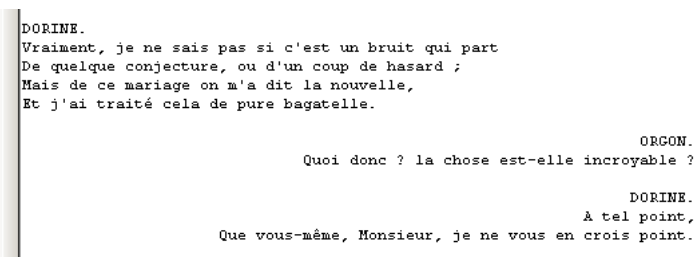 DORINE.
Vraiment, je ne sais pas si c'est un bruit qui part
De quelque conjecture, ou d'un coup de hasard ;
Mais de ce mariage on m'a dit la nouvelle,
Et j'ai traité cela de pure bagatelle.
ORGON.
Quoi donc ? la chose est-elle incroyable ?
DORINE.
A tel point,
Que vous-même, Monsieur, je ne vous en crois point.